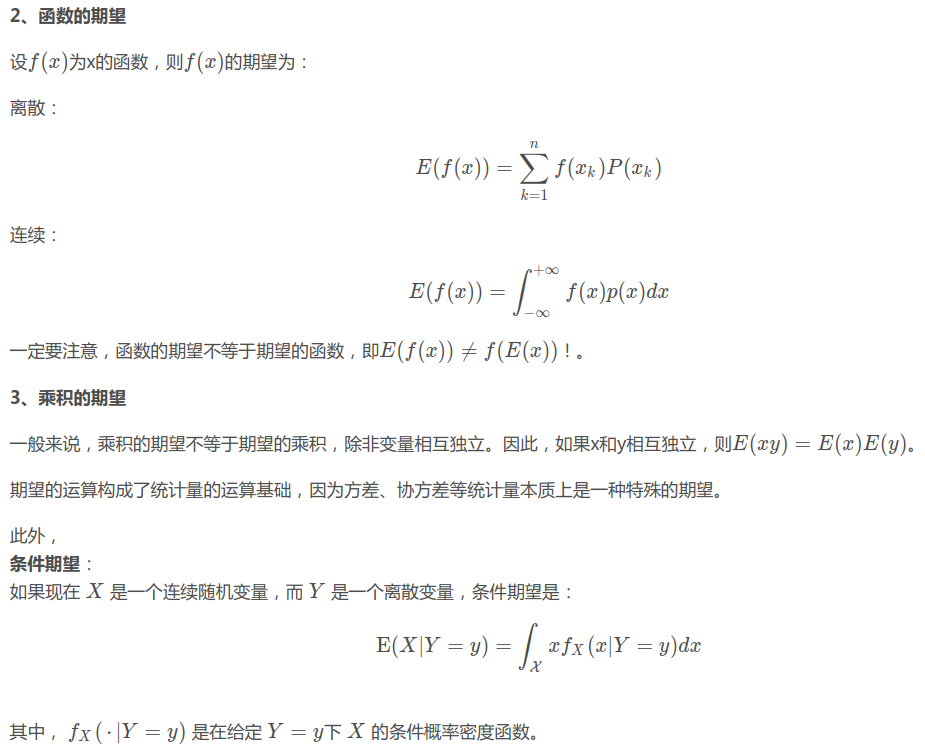 2、函数的期望
设f(x)为x的函数，则f(x)的期望为：
离散：
E(f(x)) = \sum_{k=1}^{n} f(x_k)P(x_k)
连续：
E(f(x)) = \int_{-\infty}^{+\infty} f(x)p(x)dx
一定要注意，函数的期望不等于期望的函数，即E(f(x)) ≠ f(E(x))！。
3、乘积的期望
一般来说，乘积的期望不等于期望的乘积，除非变量相互独立。因此，如果x和y相互独立，则E(xy) = E(x)E(y)。
期望的运算构成了统计量的运算基础，因为方差、协方差等统计量本质上是一种特殊的期望。
此外，
条件期望：
如果现在 X 是一个连续随机变量，而 Y 是一个离散变量，条件期望是：
E(X|Y = y) = \int_{\mathcal{X}} x f_X(x|Y = y)dx
其中， f_X(·|Y = y) 是在给定 Y = y下 X 的条件概率密度函数。